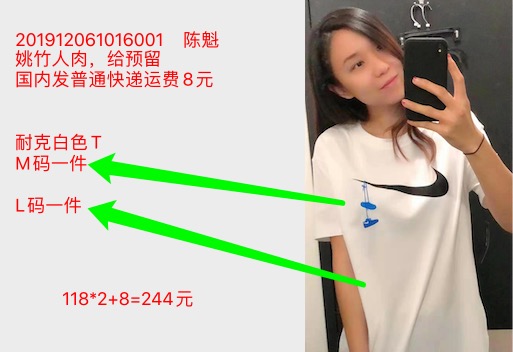 201912061016001 陈魁
姚竹人肉，给预留
国内发普通快递运费8元
耐克白色T
M码一件
L码一件
118*2+8=244元